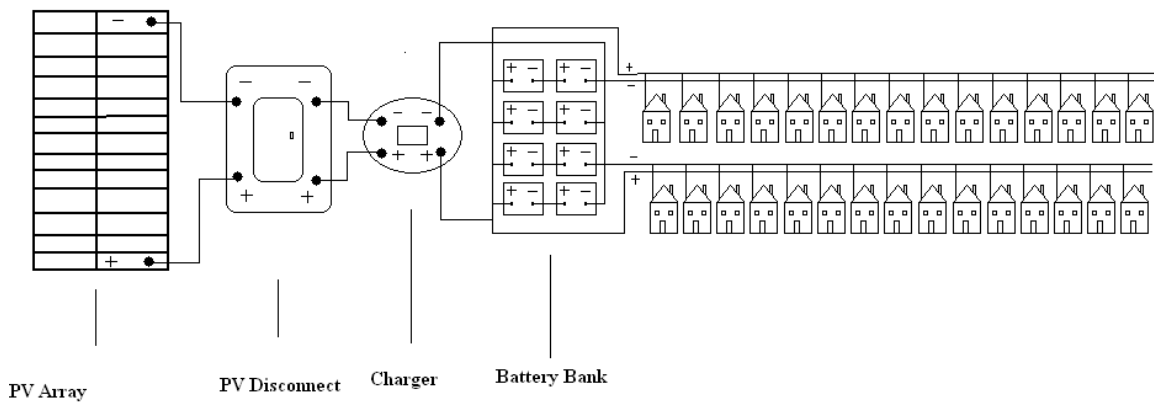 − 
− −
− −
+ − + −
+ − + −
+ − + −
+ − + −
+
−
−
+
+ +
+ +
+
PV Array
PV Disconnect
Charger
Battery Bank